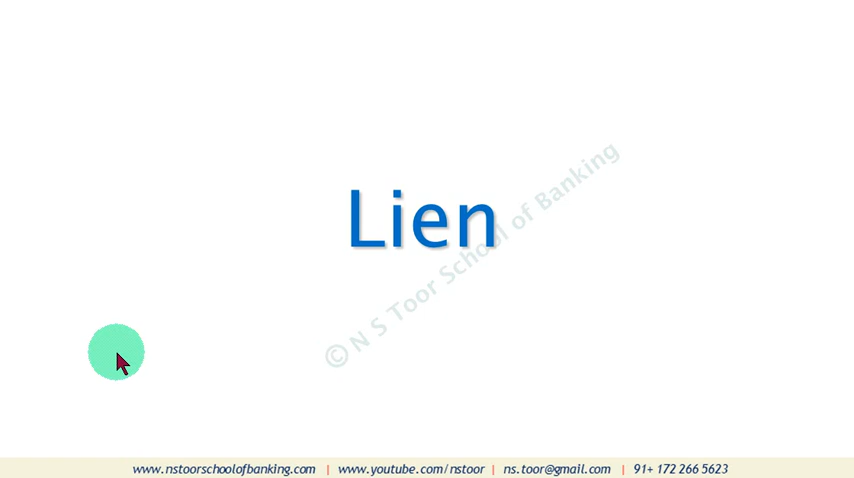 Lien
© N S Toor School of Banking
www.nstoorschoolofbanking.com | www.youtube.com/nstoor | ns.toor@gmail.com | 91+ 172 266 5623